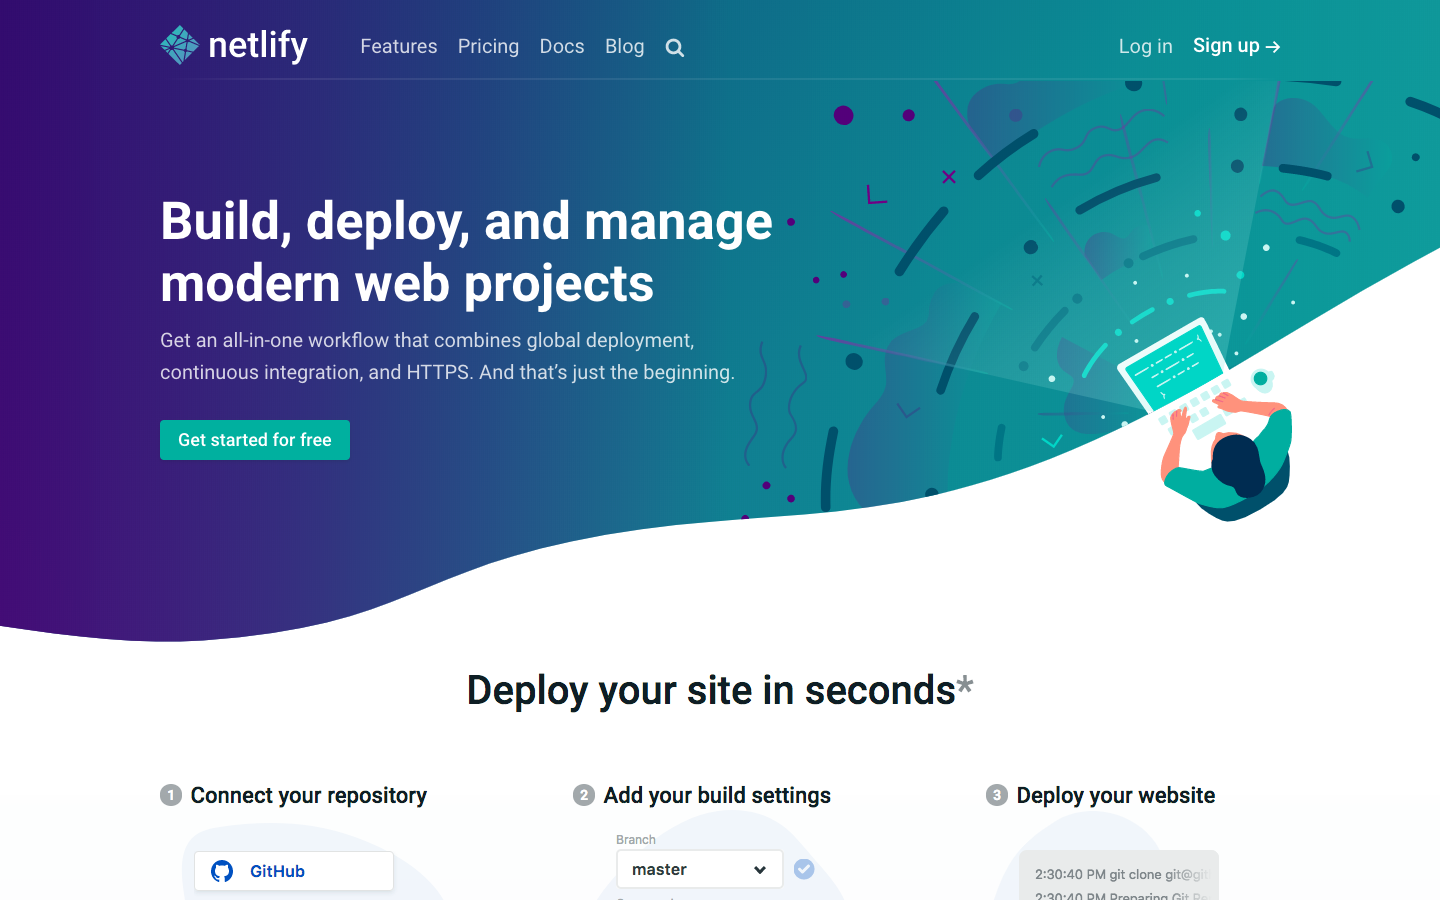 netlify
Features Pricing Docs Blog
Log in Sign up →
Build, deploy, and manage
modern web projects
Get an all-in-one workflow that combines global deployment,
continuous integration, and HTTPS. And that’s just the beginning.
Get started for free
Deploy your site in seconds*
1 Connect your repository
GitHub
2 Add your build settings
Branch
master
3 Deploy your website
2:30:40 PM git clone git@git
2:30:40 PM Preparing Git Re